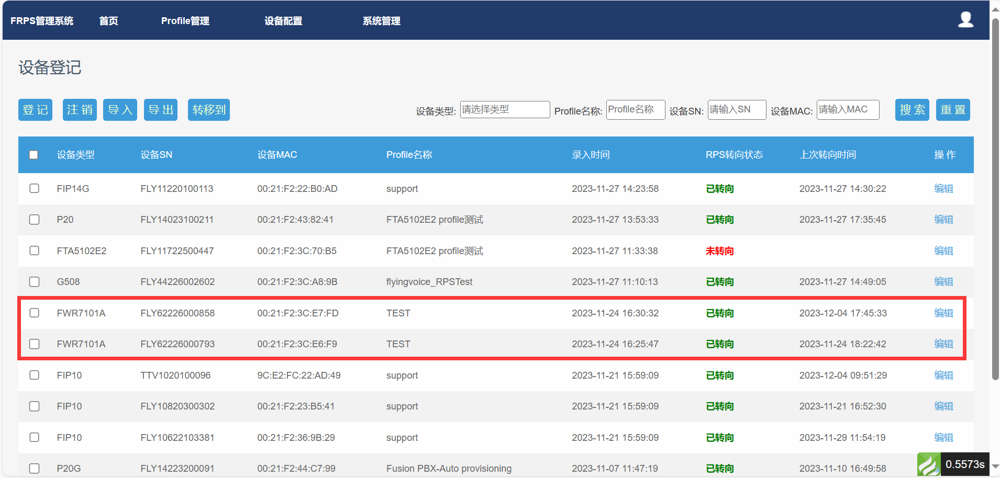 FRPS管理系统 首页 Profile管理 设备配置 系统管理
设备登记
登 记 注 销 导 入 导 出 转移到 设备类型: 请选择类型 Profile名称: Profile名称 设备SN: 请输入SN 设备MAC: 请输入MAC 搜 索 重 置
设备类型 设备SN 设备MAC Profile名称 录入时间 RPS转向状态 上次转向时间 操 作
FIP14G FLY11220100113 00:21:F2:22:B0:AD support 2023-11-27 14:23:58 已转向 2023-11-27 14:30:22 编辑
P20 FLY14023100211 00:21:F2:43:82:41 FTA5102E2 profile测试 2023-11-27 13:53:33 已转向 2023-11-27 17:35:45 编辑
FTA5102E2 FLY11722500447 00:21:F2:3C:70:B5 FTA5102E2 profile测试 2023-11-27 11:33:38 未转向 编辑
G508 FLY44226002602 00:21:F2:3C:A8:9B flyingvoice_RPSTest 2023-11-27 11:10:13 已转向 2023-11-27 14:49:05 编辑
FWR7101A FLY62226000858 00:21:F2:3C:E7:FD TEST 2023-11-24 16:30:32 已转向 2023-12-04 17:45:33 编辑
FWR7101A FLY62226000793 00:21:F2:3C:E6:F9 TEST 2023-11-24 16:25:47 已转向 2023-11-24 18:22:42 编辑
FIP10 TTV1020100096 9C:E2:FC:22:AD:49 support 2023-11-21 15:59:09 已转向 2023-12-04 09:51:29 编辑
FIP10 FLY10820300302 00:21:F2:23:B5:41 support 2023-11-21 15:59:09 已转向 2023-11-21 16:52:30 编辑
FIP10 FLY10622103381 00:21:F2:36:9B:29 support 2023-11-21 15:59:09 已转向 2023-11-29 11:54:19 编辑
P20G FLY14223200091 00:21:F2:44:C7:99 Fusion PBX-Auto provisioning 2023-11-07 11:47:19 已转向 2023-11-10 16:49:58 0.5573s